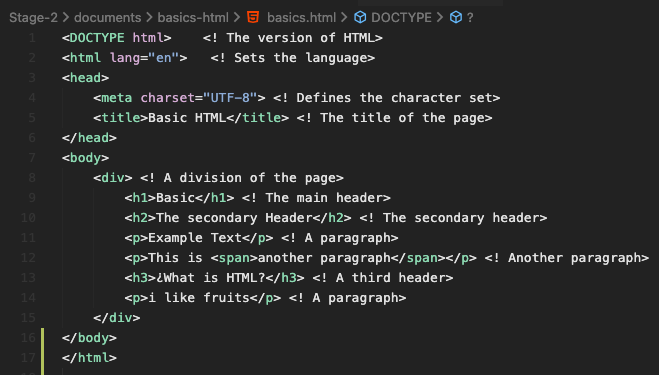 Stage-2 > documents > basics-html > basics.html > DOCTYPE > ?
1 <DOCTYPE html> <! The version of HTML>
2 <html lang="en"> <! Sets the language>
3 <head>
4 <meta charset="UTF-8"> <! Defines the character set>
5 <title>Basic HTML</title> <! The title of the page>
6 </head>
7 <body>
8 <div> <! A division of the page>
9 <h1>Basic</h1> <! The main header>
10 <h2>The secondary Header</h2> <! The secondary header>
11 <p>Example Text</p> <! A paragraph>
12 <p>This is <span>another paragraph</span></p> <! Another paragraph>
13 <h3>¿What is HTML?</h3> <! A third header>
14 <p>i like fruits</p> <! A paragraph>
15 </div>
16 </body>
17 </html>